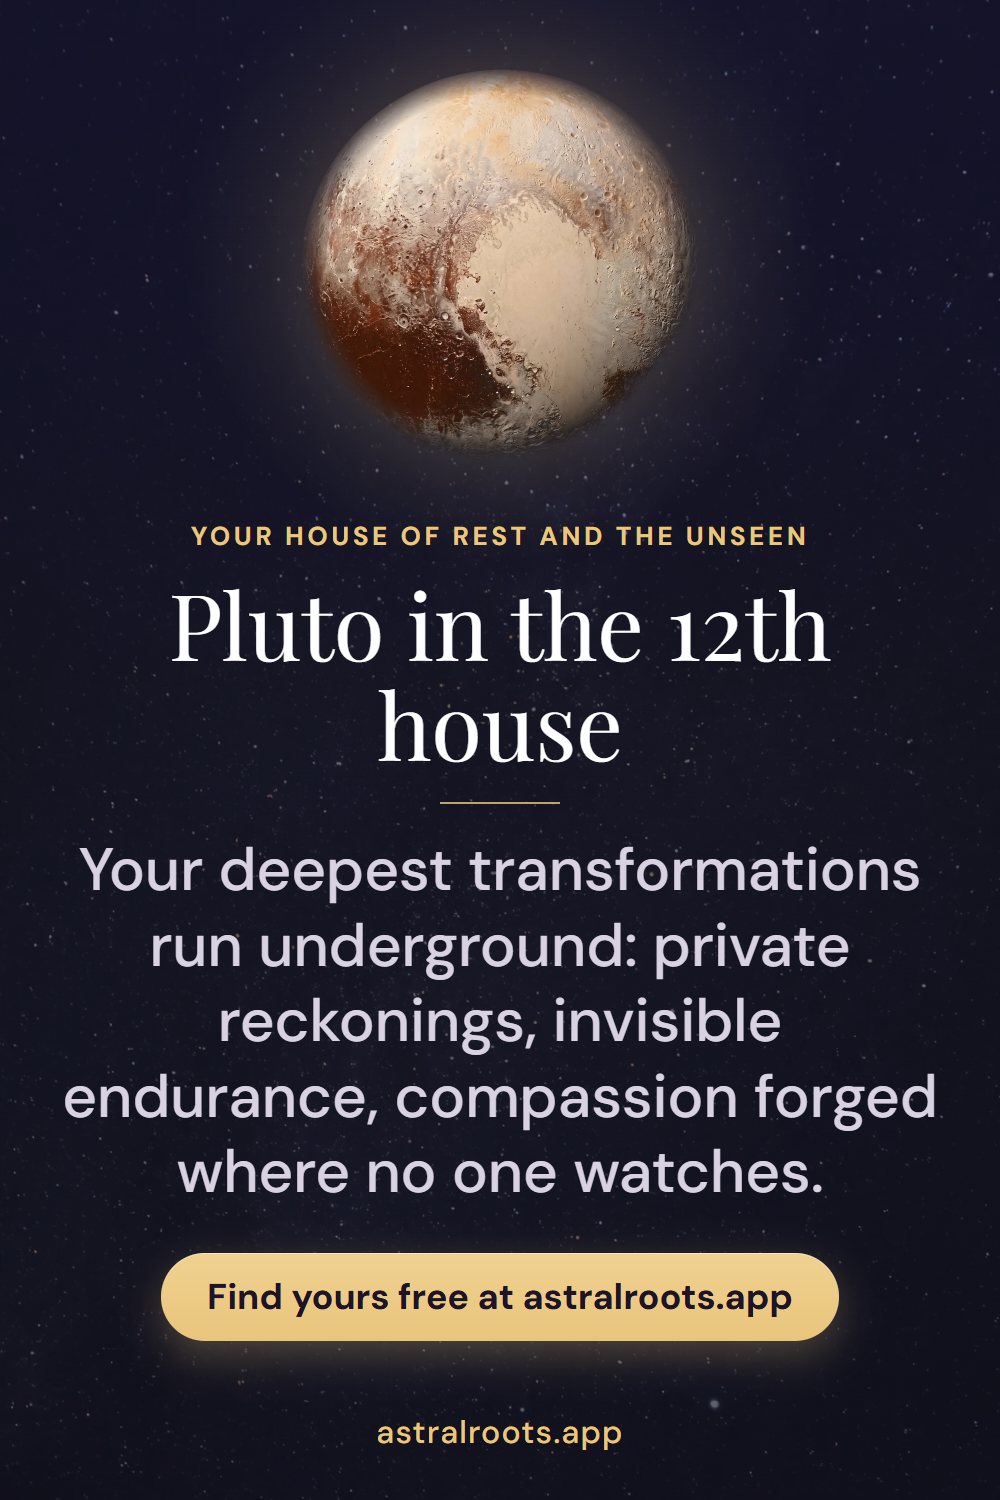 YOUR HOUSE OF REST AND THE UNSEEN
Pluto in the 12th
house
Your deepest transformations
run underground: private
reckonings, invisible
endurance, compassion forged
where no one watches.
Find yours free at astralroots.app
astralroots.app